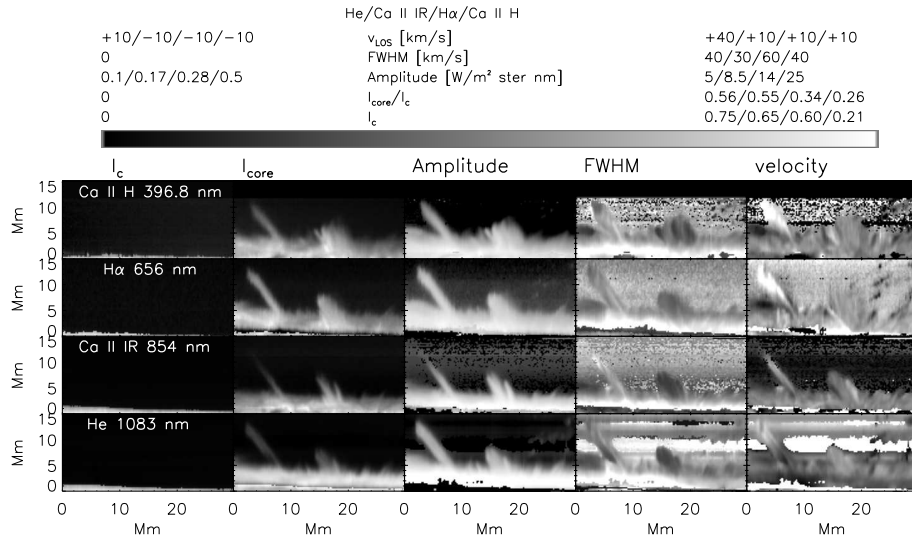 He/Ca II IR/Hα/Ca II H
+10/−10/−10/−10 v_LOS [km/s] +40/+10/+10/+10
0 FWHM [km/s] 40/30/60/40
0.1/0.17/0.28/0.5 Amplitude [W/m² ster nm] 5/8.5/14/25
0 I_core/I_c 0.56/0.55/0.34/0.26
0 I_c 0.75/0.65/0.60/0.21
I_c I_core Amplitude FWHM velocity
15 Ca II H 396.8 nm
10
Mm
5
0
15 Hα 656 nm
10
Mm
5
0
15 Ca II IR 854 nm
10
Mm
5
0
15 He 1083 nm
10
Mm
5
0
0 10 20 0 10 20 0 10 20 0 10 20 0 10 20
Mm Mm Mm Mm Mm